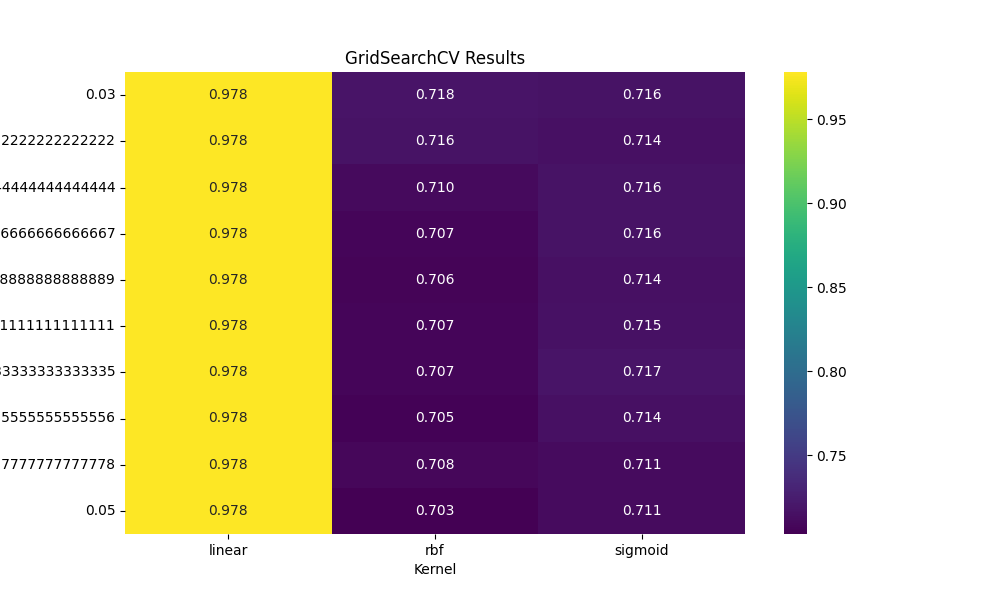 GridSearchCV Results
0.03 0.978 0.718 0.716
2222222222222 0.978 0.716 0.714
4444444444444 0.978 0.710 0.716
6666666666667 0.978 0.707 0.716
8888888888889 0.978 0.706 0.714
1111111111111 0.978 0.707 0.715
3333333333335 0.978 0.707 0.717
5555555555556 0.978 0.705 0.714
7777777777778 0.978 0.708 0.711
0.05 0.978 0.703 0.711
linear rbf sigmoid
Kernel
0.95
0.90
0.85
0.80
0.75